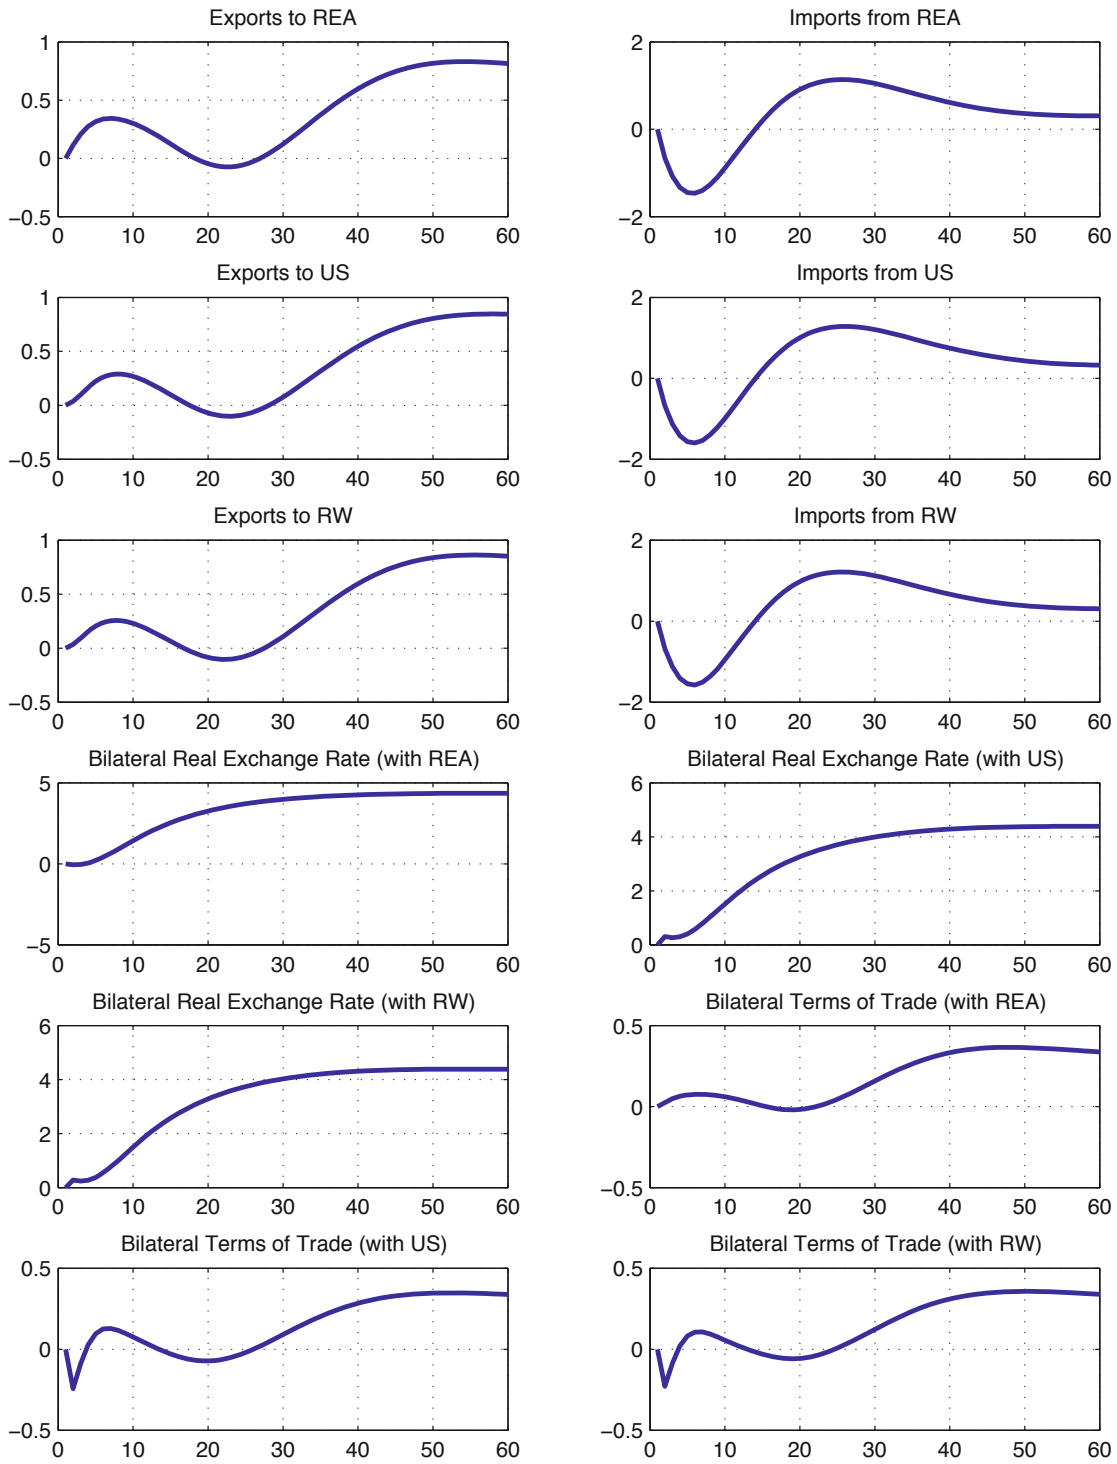 Exports to REA
1
0.5
0
−0.5
0 10 20 30 40 50 60
Imports from REA
2
0
−2
0 10 20 30 40 50 60
Exports to US
1
0.5
0
−0.5
0 10 20 30 40 50 60
Imports from US
2
0
−2
0 10 20 30 40 50 60
Exports to RW
1
0.5
0
−0.5
0 10 20 30 40 50 60
Imports from RW
2
0
−2
0 10 20 30 40 50 60
Bilateral Real Exchange Rate (with REA)
5
0
−5
0 10 20 30 40 50 60
Bilateral Real Exchange Rate (with US)
6
4
2
0
0 10 20 30 40 50 60
Bilateral Real Exchange Rate (with RW)
6
4
2
0
0 10 20 30 40 50 60
Bilateral Terms of Trade (with REA)
0.5
0
−0.5
0 10 20 30 40 50 60
Bilateral Terms of Trade (with US)
0.5
0
−0.5
0 10 20 30 40 50 60
Bilateral Terms of Trade (with RW)
0.5
0
−0.5
0 10 20 30 40 50 60